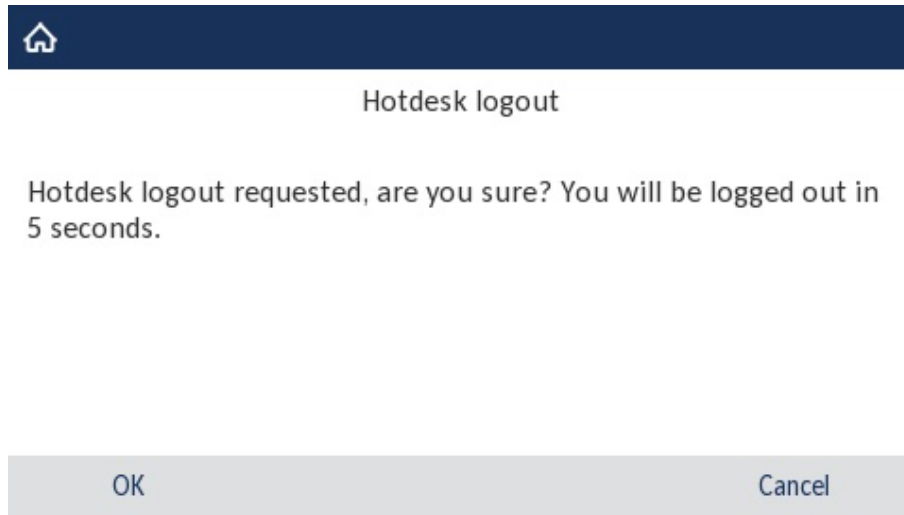 Hotdesk logout
Hotdesk logout requested, are you sure? You will be logged out in
5 seconds.
OK
Cancel